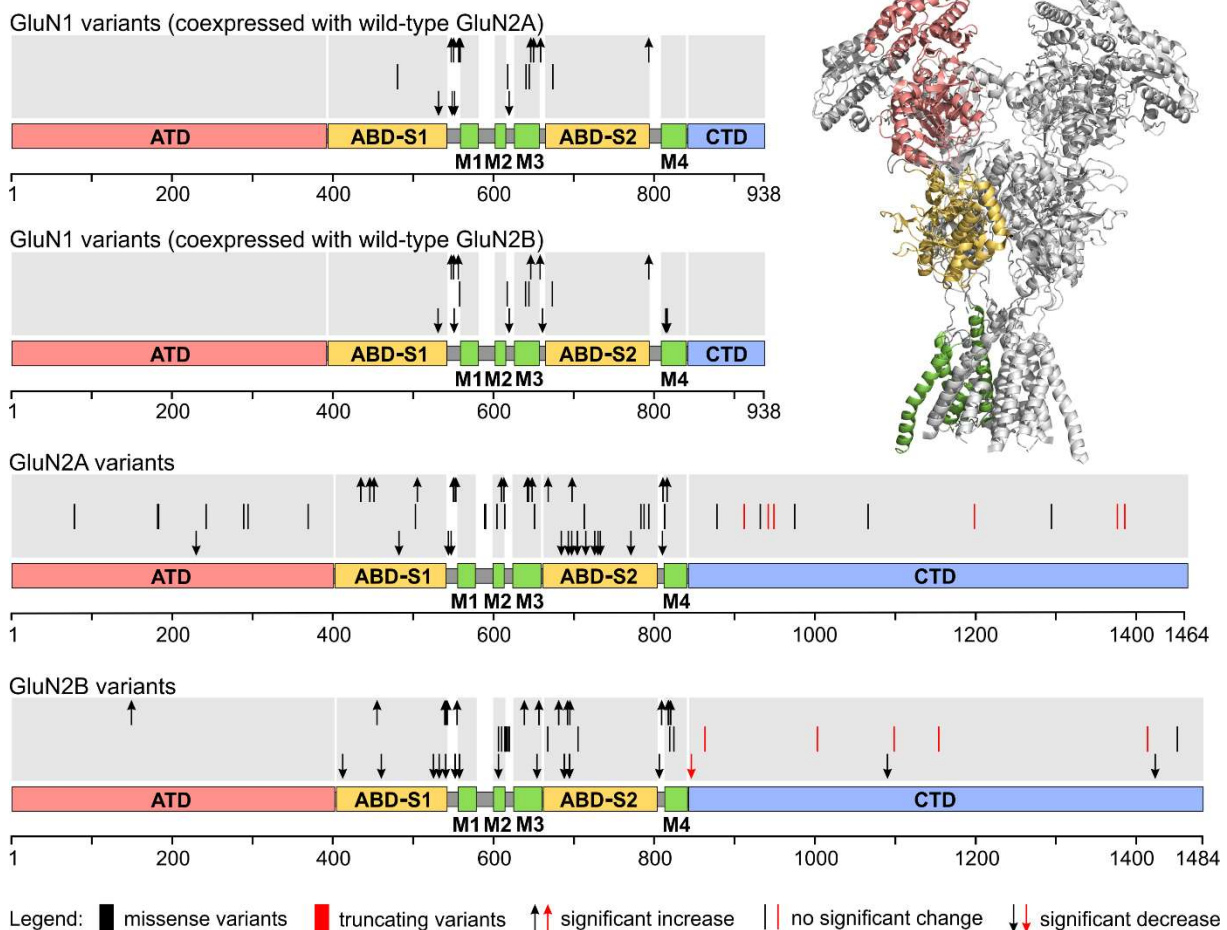 GluN1 variants (coexpressed with wild-type GluN2A)
ATD ABD-S1 ABD-S2 CTD
M1 M2 M3 M4
1 200 400 600 800 938
GluN1 variants (coexpressed with wild-type GluN2B)
ATD ABD-S1 ABD-S2 CTD
M1 M2 M3 M4
1 200 400 600 800 938
GluN2A variants
ATD ABD-S1 ABD-S2 CTD
M1 M2 M3 M4
1 200 400 600 800 1000 1200 1400 1464
GluN2B variants
ATD ABD-S1 ABD-S2 CTD
M1 M2 M3 M4
1 200 400 600 800 1000 1200 1400 1484
Legend: missense variants truncating variants significant increase no significant change significant decrease